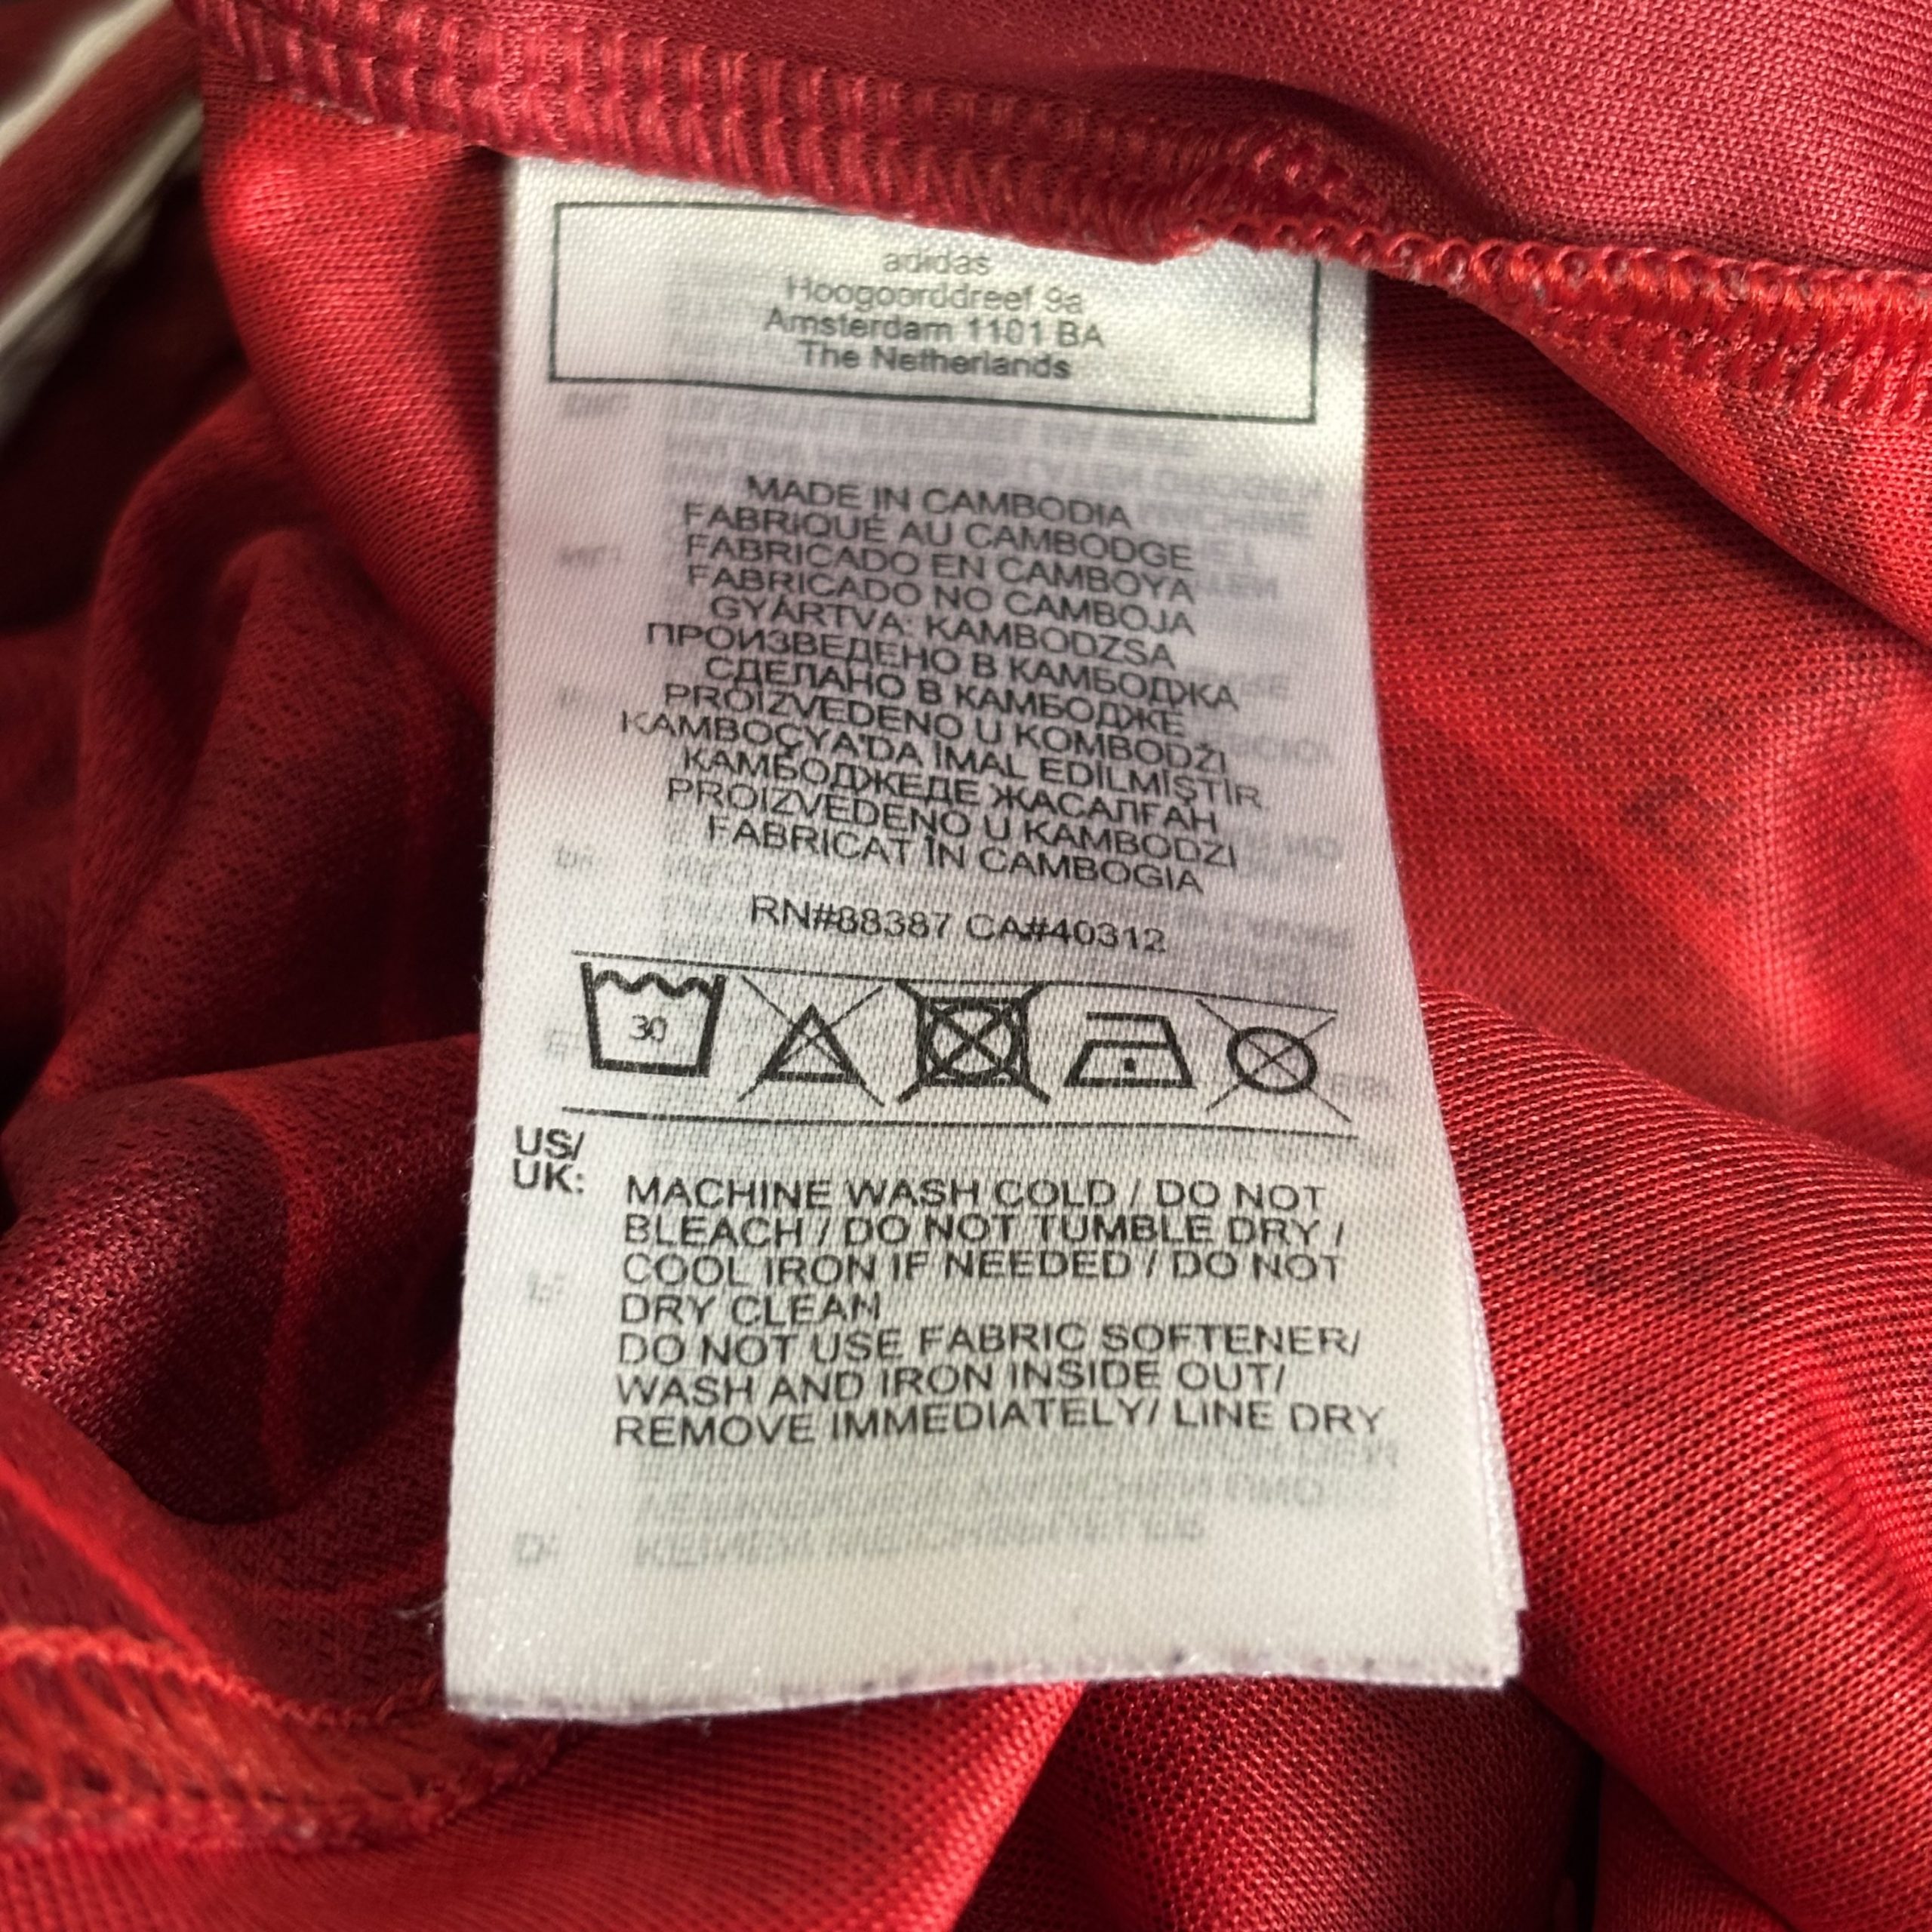 adidas
Hoogoorddreef 9a
Amsterdam 1101 BA
The Netherlands
MADE IN CAMBODIA
FABRIQUÉ AU CAMBODGE
FABRICADO EN CAMBOYA
FABRICADO NO CAMBOJA
GYÁRTVA: KAMBODZSA
ПРОИЗВЕДЕНО В КАМБОДЖА
СДЕЛАНО В КАМБОДЖЕ
PROIZVEDENO U KOMBODŽI
KAMBOÇYA'DA İMAL EDİLMİŞTİR
КАМБОДЖЕДЕ ЖАСАЛҒАН
PROIZVEDENO U KAMBODZI
FABRICAT ÎN CAMBOGIA
RN#88387 CA#40312
30
US/
UK:
MACHINE WASH COLD / DO NOT
BLEACH / DO NOT TUMBLE DRY /
COOL IRON IF NEEDED / DO NOT
DRY CLEAN
DO NOT USE FABRIC SOFTENER/
WASH AND IRON INSIDE OUT/
REMOVE IMMEDIATELY/ LINE DRY